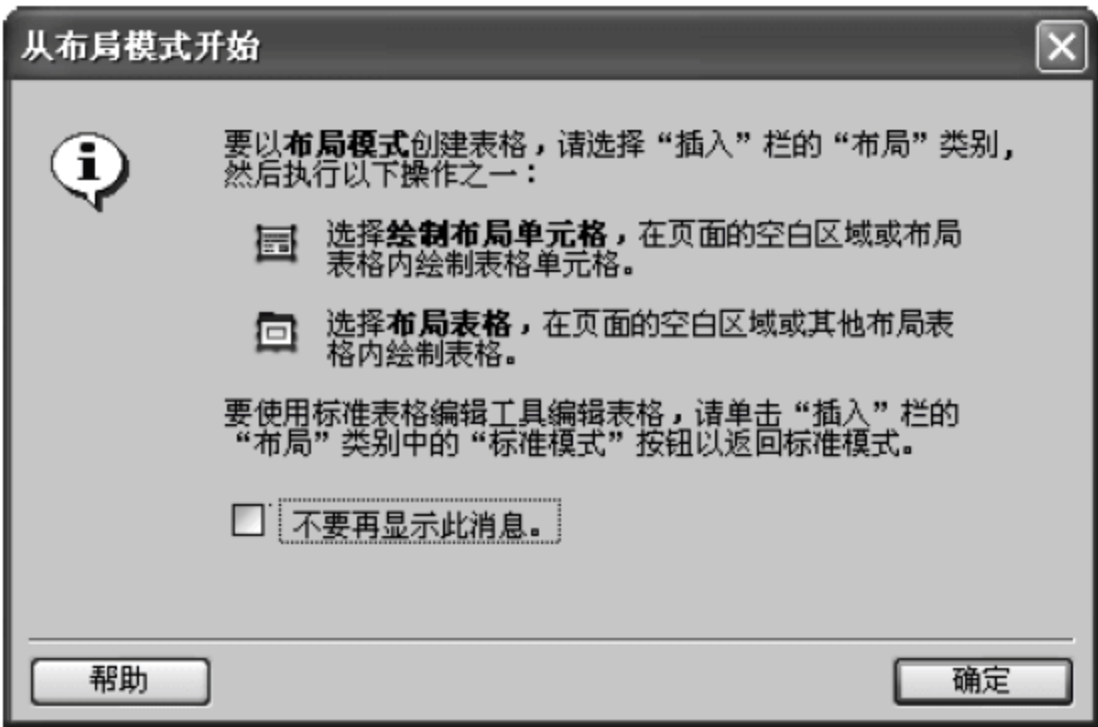 从布局模式开始
要以布局模式创建表格，请选择“插入”栏的“布局”类别，
然后执行以下操作之一：
选择绘制布局单元格，在页面的空白区域或布局
表格内绘制表格单元格。
选择布局表格，在页面的空白区域或其他布局表
格内绘制表格。
要使用标准表格编辑工具编辑表格，请单击“插入”栏的
“布局”类别中的“标准模式”按钮以返回标准模式。
不要再显示此消息。
帮助
确定